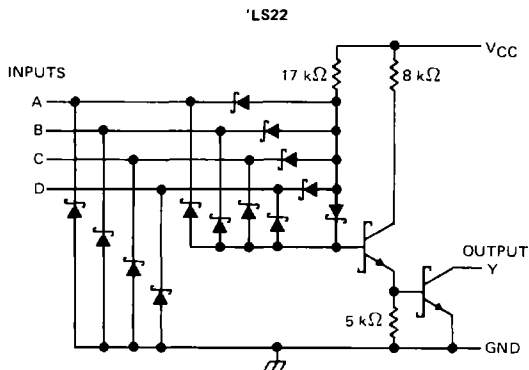 'LS22
VCC
INPUTS
17 kΩ
8 kΩ
A
B
C
D
OUTPUT
Y
5 kΩ
GND